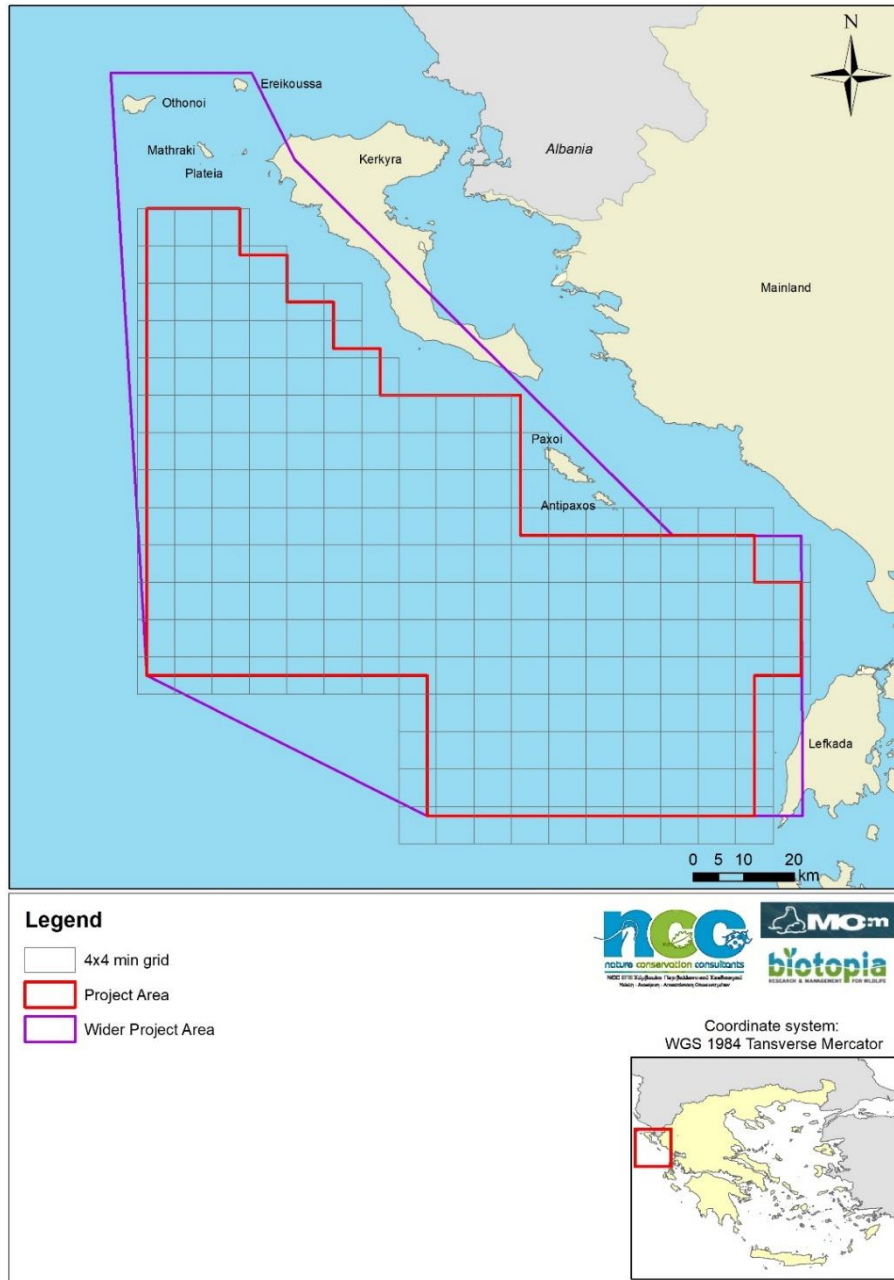 N
Ereikoussa
Othonoi
Mathraki
Plateia
Kerkyra
Albania
Mainland
Paxoi
Antipaxos
Lefkada
0 5 10 20
km
Legend
4x4 min grid
Project Area
Wider Project Area
ncc
nature conservation consultants
MOm
biotopia
RESEARCH & MANAGEMENT FOR WILDLIFE
Coordinate system:
WGS 1984 Tansverse Mercator